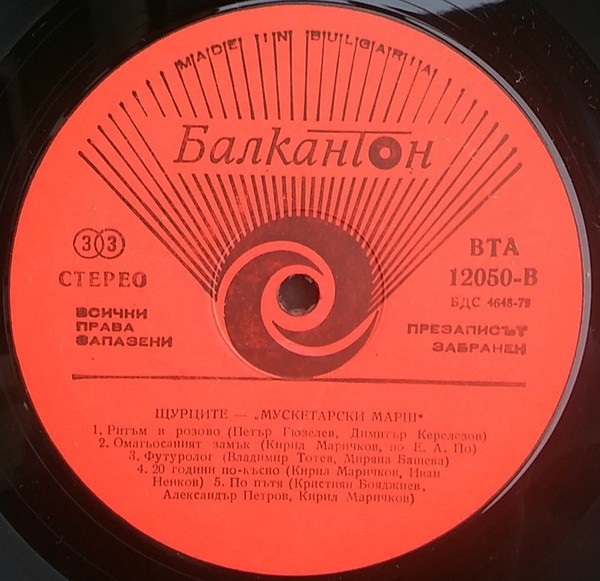 MADE IN BULGARIA
Балкантон
33
СТЕРЕО
ВСИЧКИ
ПРАВА
ЗАПАЗЕНИ
ВТА
12050-В
БДС 4645-72
ПРЕЗАПИСЪТ
ЗАБРАНЕН
ЩУРЦИТЕ — „МУСКЕТАРСКИ МАРШ"
1. Ритъм в розово (Петър Гюзелев, Димитър Керелезов)
2. Омагьосаният замък (Кирил Маричков, по Е. А. По)
3. Футуролог (Владимир Тотев, Миряна Башева)
4. 20 години по-късно (Кирил Маричков, Иван
Ненков) 5. По пътя (Кристиян Бояджиев,
Александър Петров, Кирил Маричков)